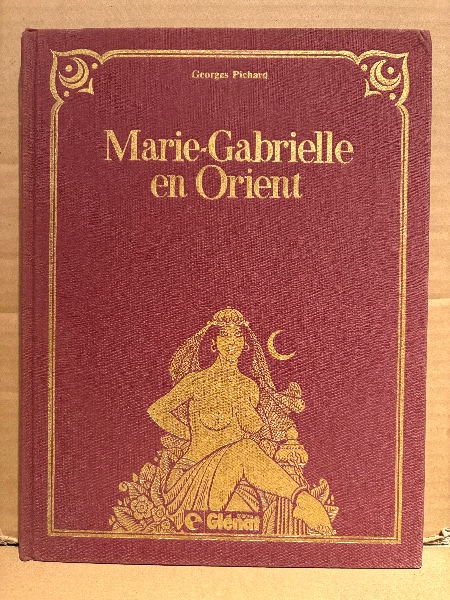 Georges Pichard
Marie-Gabrielle
en Orient
Glénat